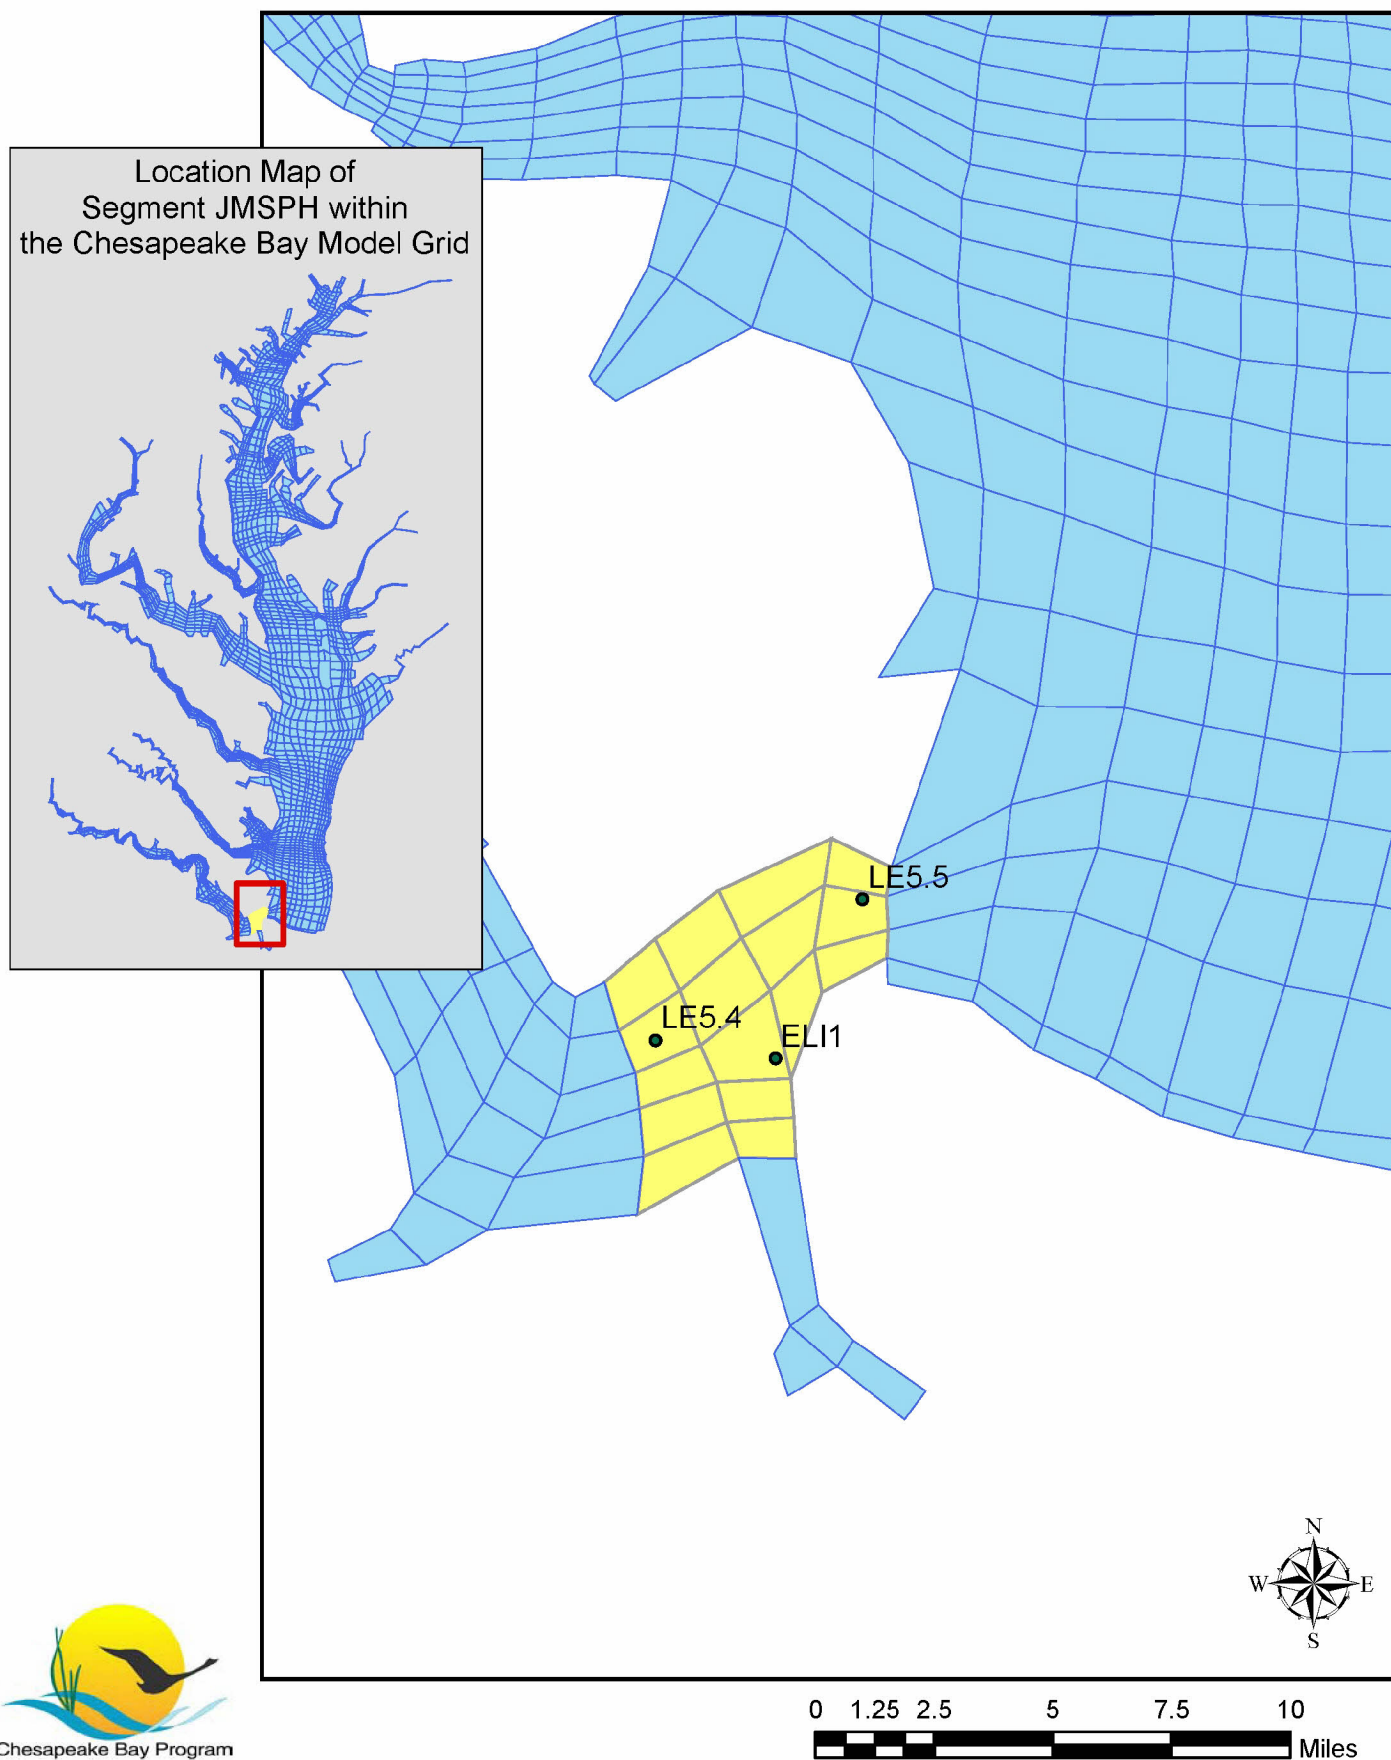 Location Map of
Segment JMSPH within
the Chesapeake Bay Model Grid
LE5.5
LE5.4
ELI1
N
W E
S
0 1.25 2.5 5 7.5 10
Miles
Chesapeake Bay Program